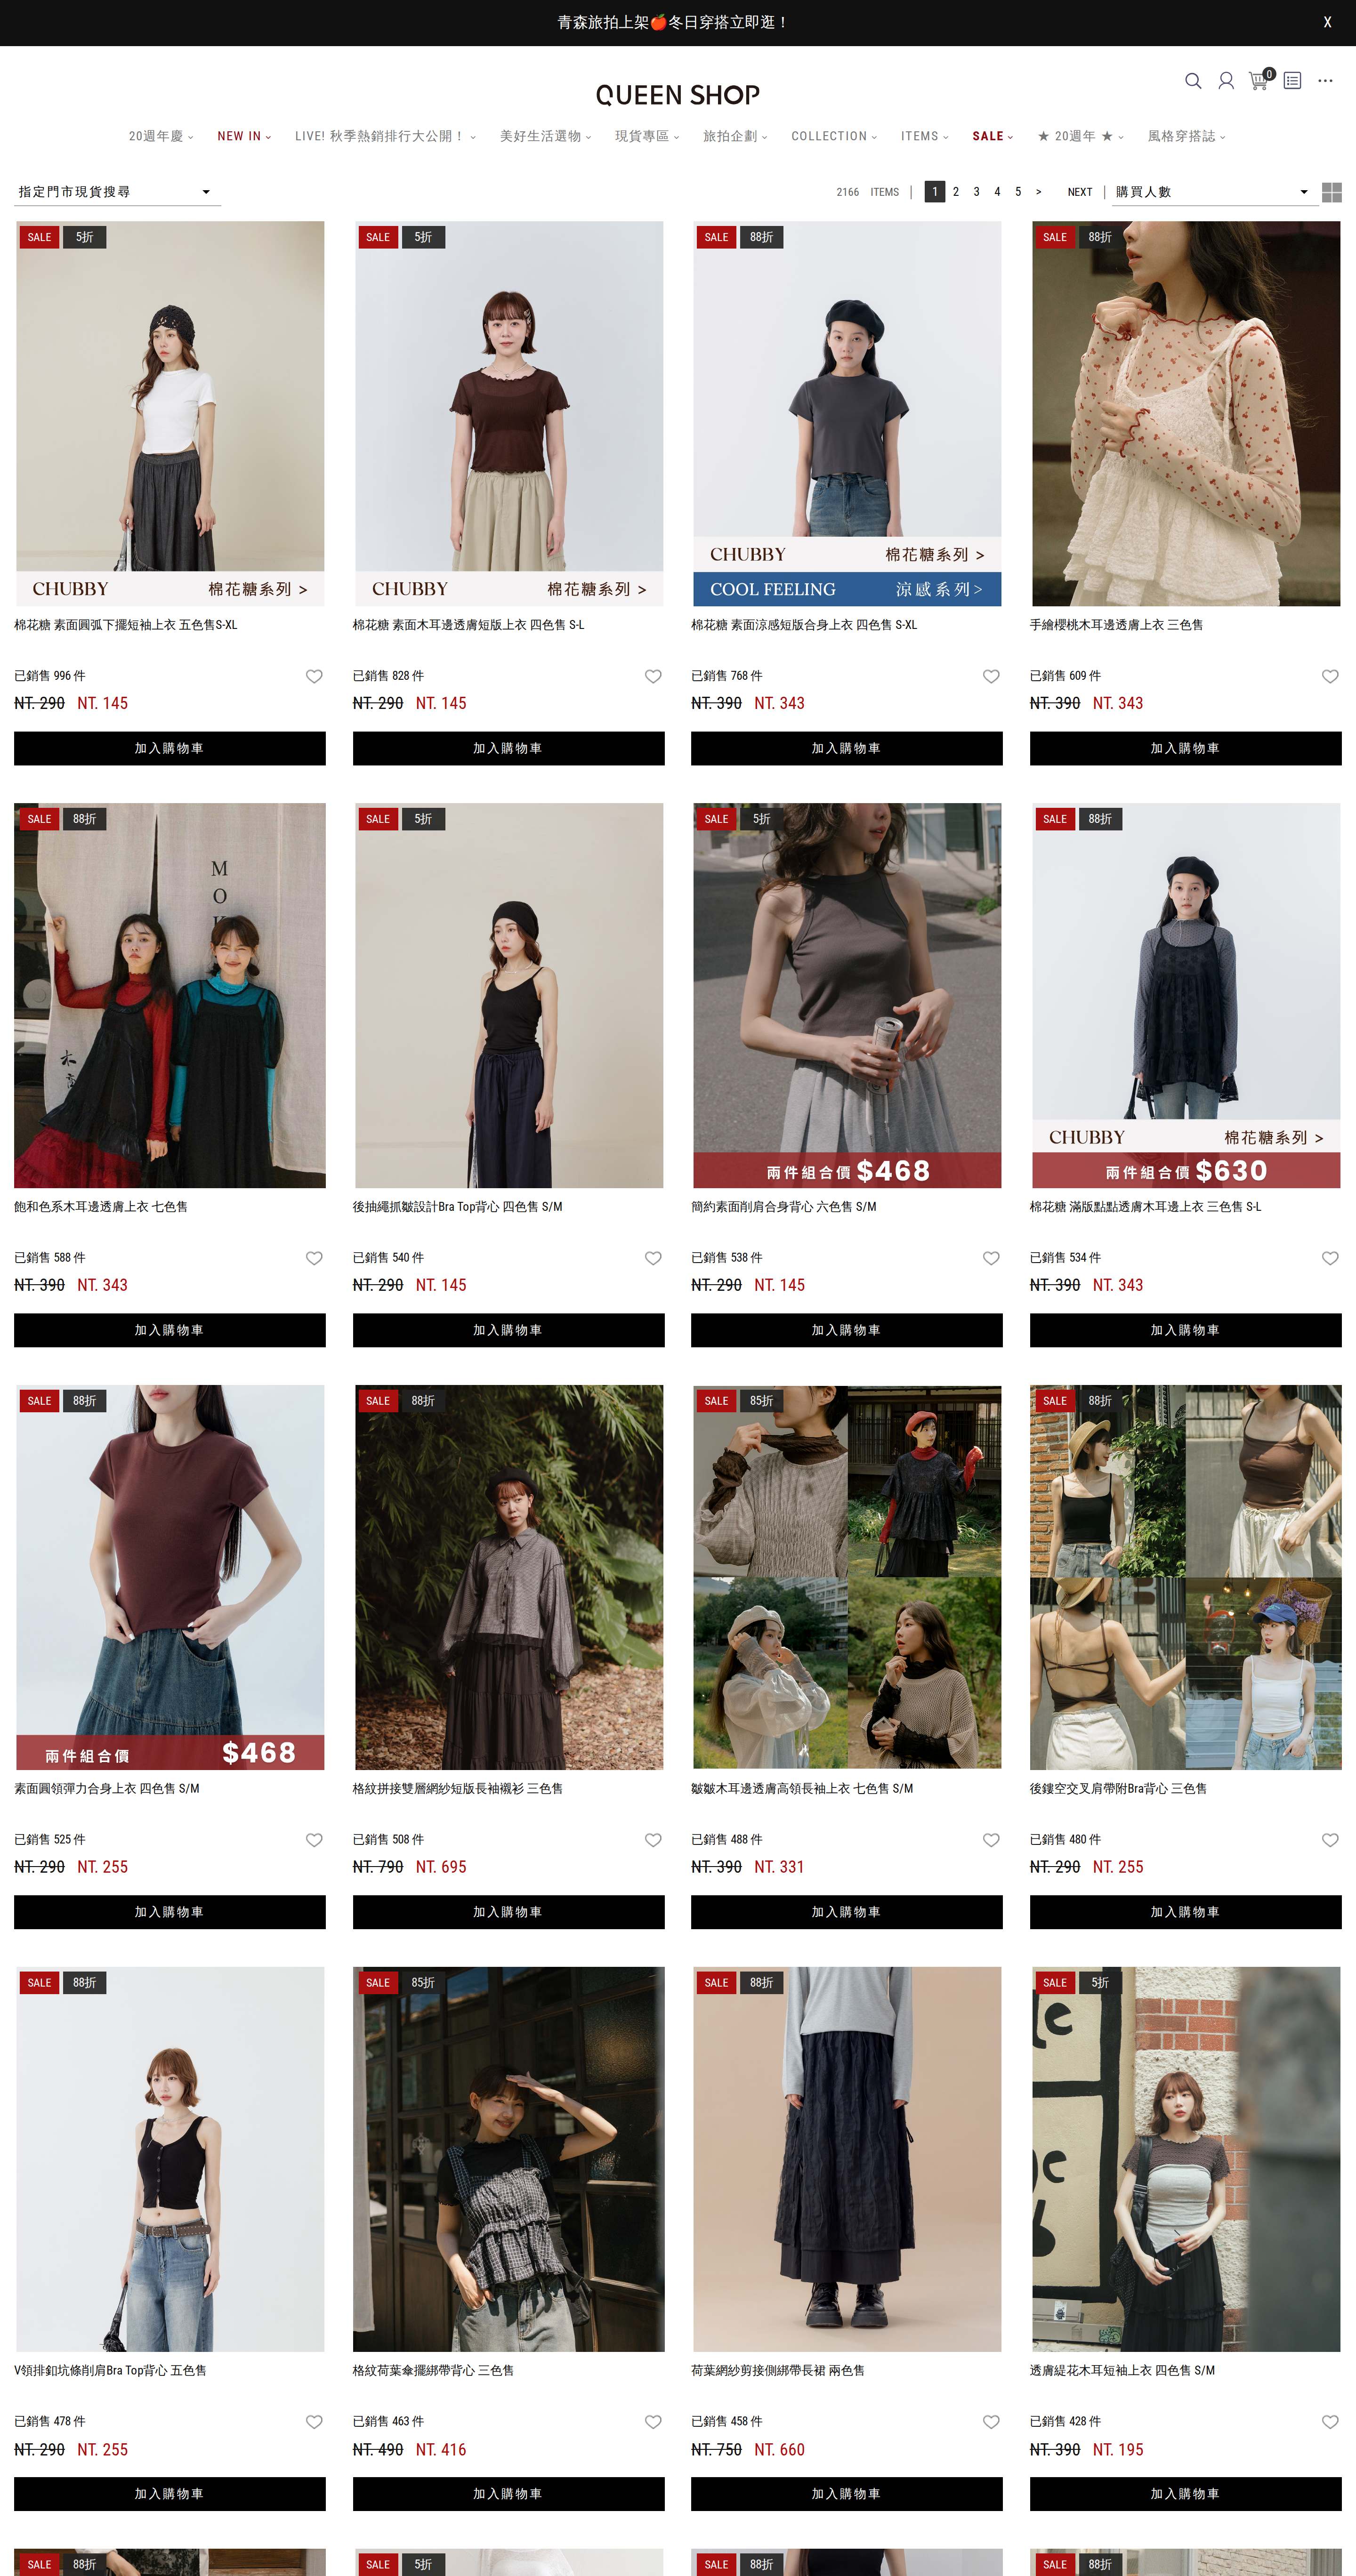 青森旅拍上架🍎冬日穿搭立即逛！
X
0
QUEEN SHOP
20週年慶 NEW IN LIVE! 秋季熱銷排行大公開！ 美好生活選物 現貨專區 旅拍企劃 COLLECTION ITEMS SALE ★ 20週年 ★ 風格穿搭誌
指定門市現貨搜尋
2166 ITEMS | 1 2 3 4 5 > NEXT | 購買人數
SALE 5折
SALE 5折
SALE 88折
SALE 88折
CHUBBY 棉花糖系列 >
CHUBBY 棉花糖系列 >
CHUBBY 棉花糖系列 >
COOL FEELING 涼感系列>
棉花糖 素面圓弧下擺短袖上衣 五色售S-XL
棉花糖 素面木耳邊透膚短版上衣 四色售 S-L
棉花糖 素面涼感短版合身上衣 四色售 S-XL
手繪櫻桃木耳邊透膚上衣 三色售
已銷售 996 件
已銷售 828 件
已銷售 768 件
已銷售 609 件
NT. 290 NT. 145
NT. 290 NT. 145
NT. 390 NT. 343
NT. 390 NT. 343
加入購物車
加入購物車
加入購物車
加入購物車
SALE 88折
SALE 5折
SALE 5折
SALE 88折
M
O
木
CHUBBY 棉花糖系列 >
兩件組合價 $468
兩件組合價 $630
飽和色系木耳邊透膚上衣 七色售
後抽繩抓皺設計Bra Top背心 四色售 S/M
簡約素面削肩合身背心 六色售 S/M
棉花糖 滿版點點透膚木耳邊上衣 三色售 S-L
已銷售 588 件
已銷售 540 件
已銷售 538 件
已銷售 534 件
NT. 390 NT. 343
NT. 290 NT. 145
NT. 290 NT. 145
NT. 390 NT. 343
加入購物車
加入購物車
加入購物車
加入購物車
SALE 88折
SALE 88折
SALE 85折
SALE 88折
兩件組合價 $468
素面圓領彈力合身上衣 四色售 S/M
格紋拼接雙層網紗短版長袖襯衫 三色售
皺皺木耳邊透膚高領長袖上衣 七色售 S/M
後鏤空交叉肩帶附Bra背心 三色售
已銷售 525 件
已銷售 508 件
已銷售 488 件
已銷售 480 件
NT. 290 NT. 255
NT. 790 NT. 695
NT. 390 NT. 331
NT. 290 NT. 255
加入購物車
加入購物車
加入購物車
加入購物車
SALE 88折
SALE 85折
SALE 88折
SALE 5折
V領排釦坑條削肩Bra Top背心 五色售
格紋荷葉傘擺綁帶背心 三色售
荷葉網紗剪接側綁帶長裙 兩色售
透膚緹花木耳短袖上衣 四色售 S/M
已銷售 478 件
已銷售 463 件
已銷售 458 件
已銷售 428 件
NT. 290 NT. 255
NT. 490 NT. 416
NT. 750 NT. 660
NT. 390 NT. 195
加入購物車
加入購物車
加入購物車
加入購物車
SALE 88折
SALE 5折
SALE 88折
SALE 88折